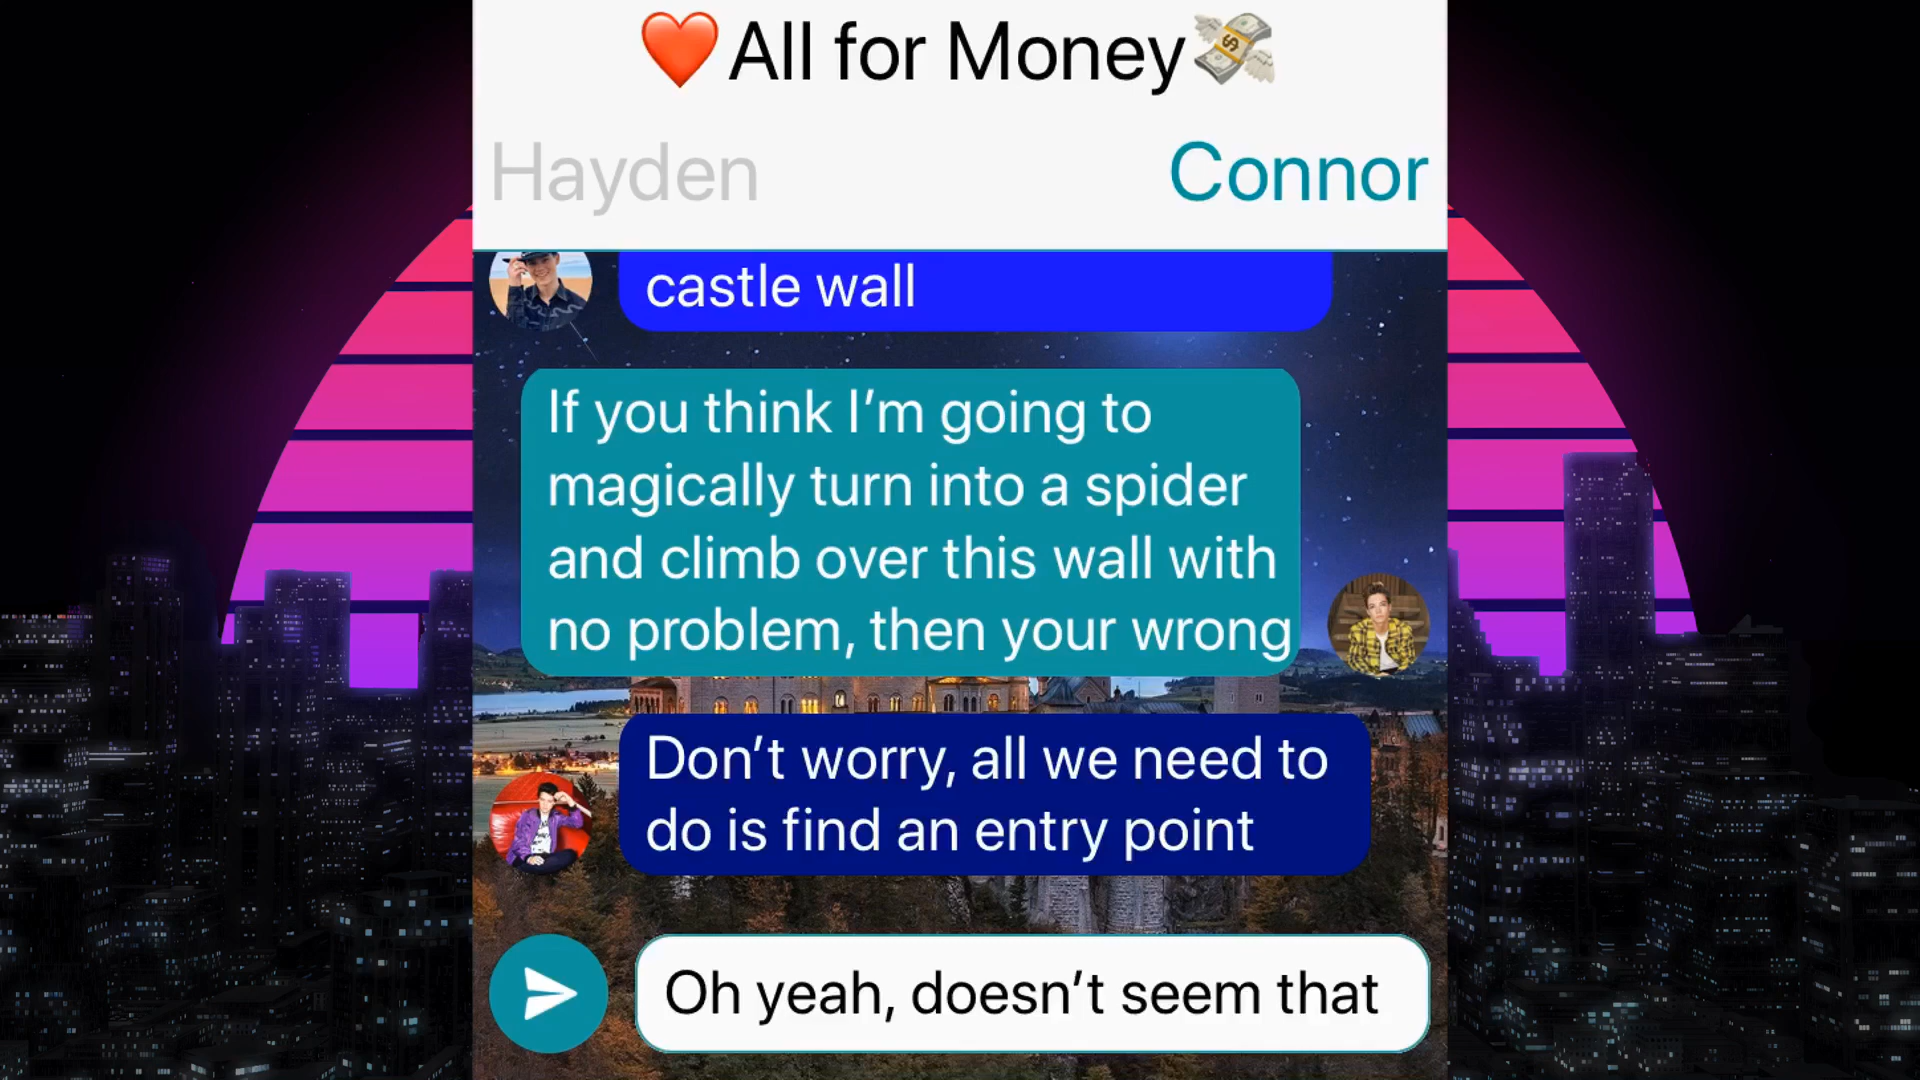 ❤️All for Money💸
Hayden
Connor
castle wall
If you think I’m going to
magically turn into a spider
and climb over this wall with
no problem, then your wrong
Don’t worry, all we need to
do is find an entry point
Oh yeah, doesn’t seem that